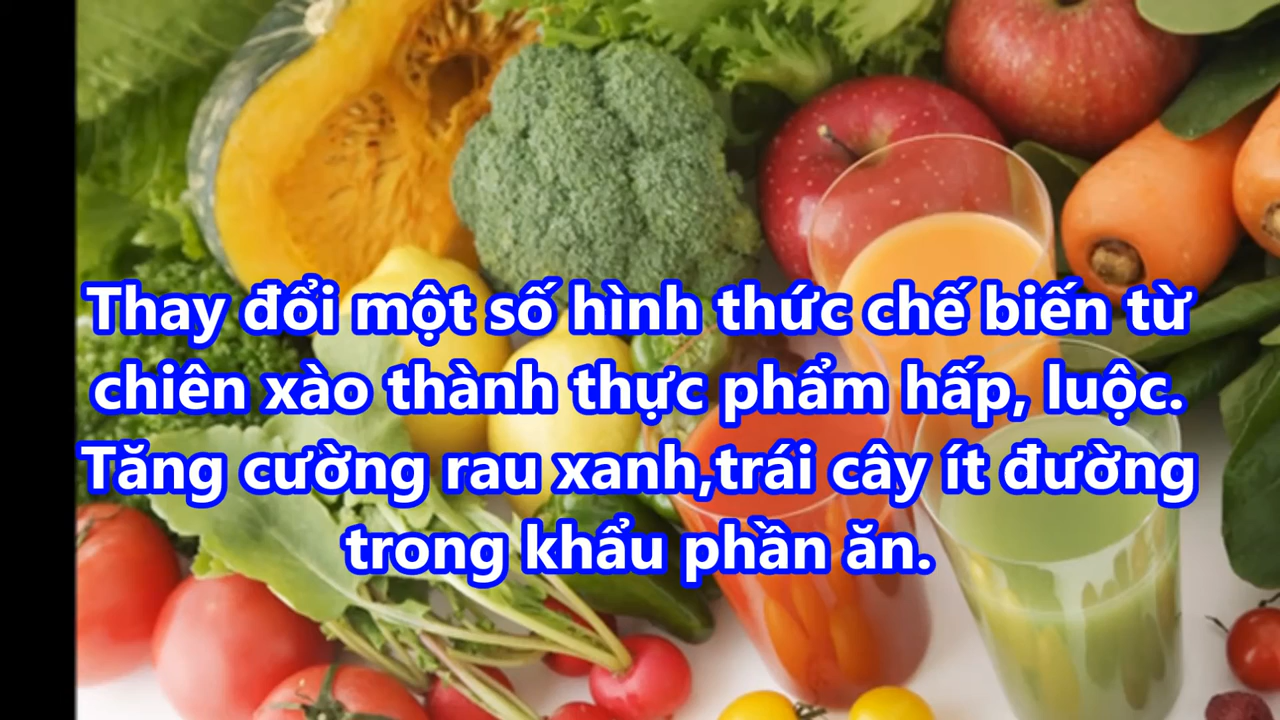 Thay đổi một số hình thức chế biến từ
chiên xào thành thực phẩm hấp, luộc.
Tăng cường rau xanh,trái cây ít đường
trong khẩu phần ăn.